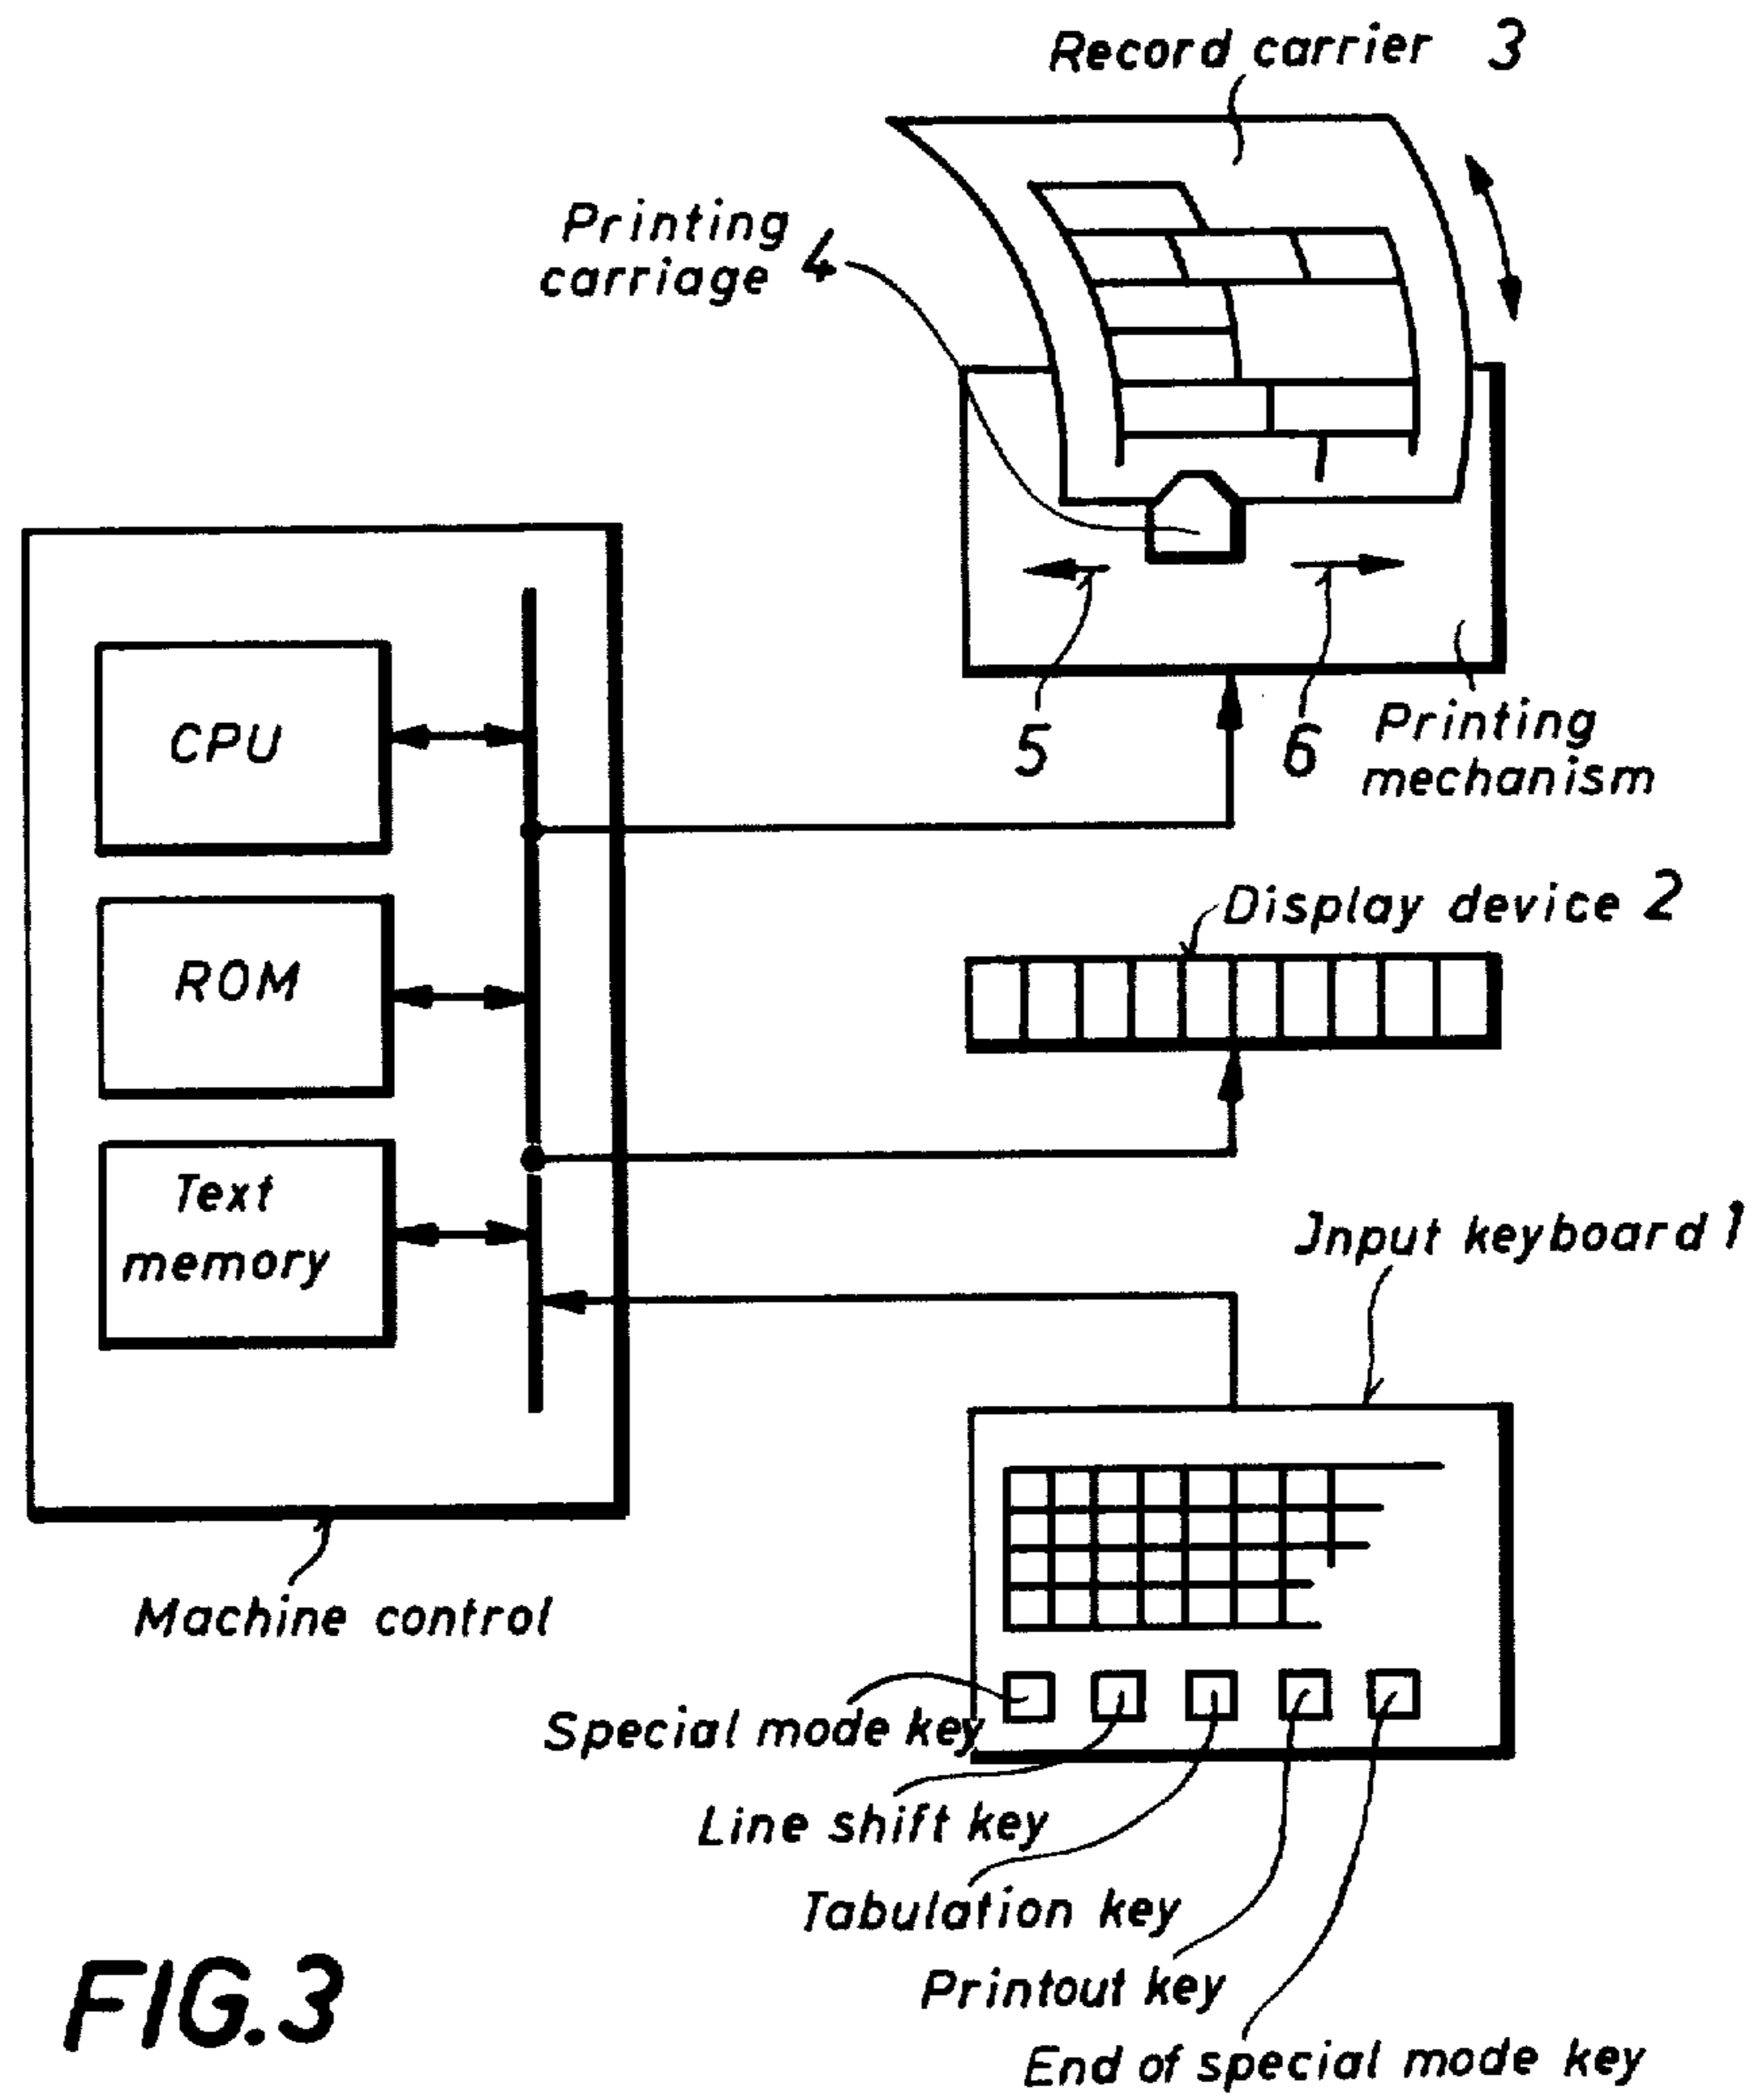 Record carrier 3
Printing
carriage 4
5
6
Printing
mechanism
CPU
ROM
Text
memory
Display device 2
Jnput keyboard 1
Machine control
Special mode key
Line shift key
Tabulation key
Printout key
End of special mode key
FIG.3